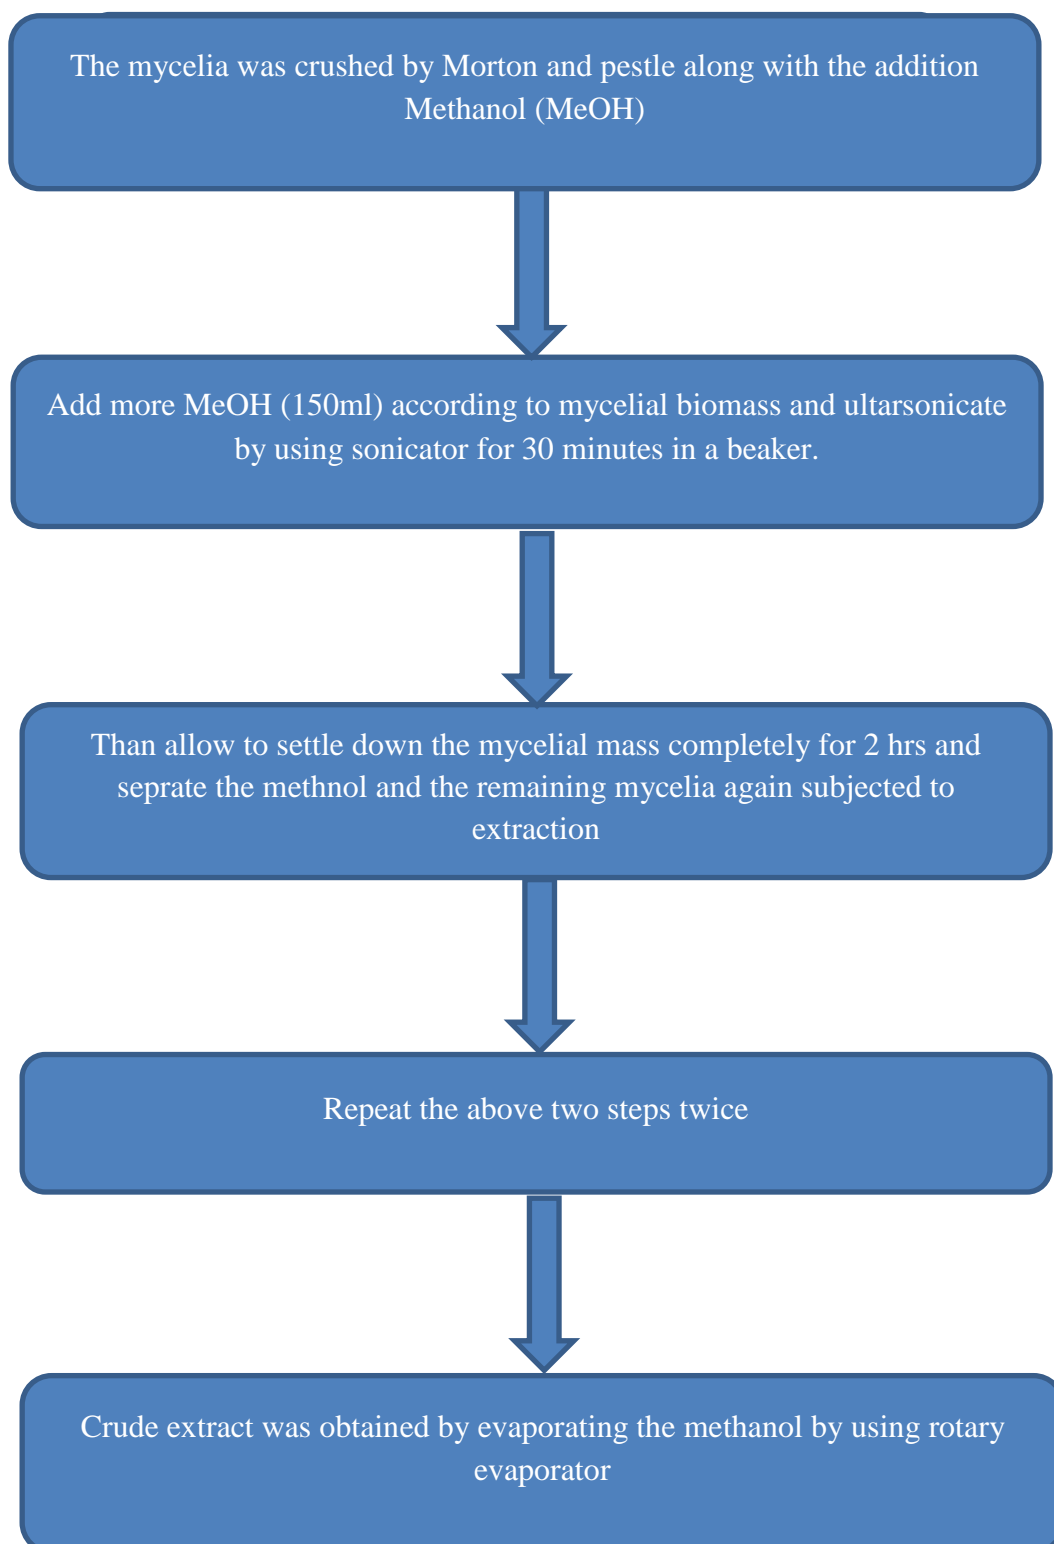 The mycelia was crushed by Morton and pestle along with the addition
Methanol (MeOH)
Add more MeOH (150ml) according to mycelial biomass and ultarsonicate
by using sonicator for 30 minutes in a beaker.
Than allow to settle down the mycelial mass completely for 2 hrs and
seprate the methnol and the remaining mycelia again subjected to
extraction
Repeat the above two steps twice
Crude extract was obtained by evaporating the methanol by using rotary
evaporator